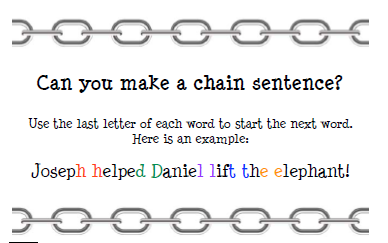 Can you make a chain sentence?
Use the last letter of each word to start the next word.
Here is an example:
Joseph helped Daniel lift the elephant!